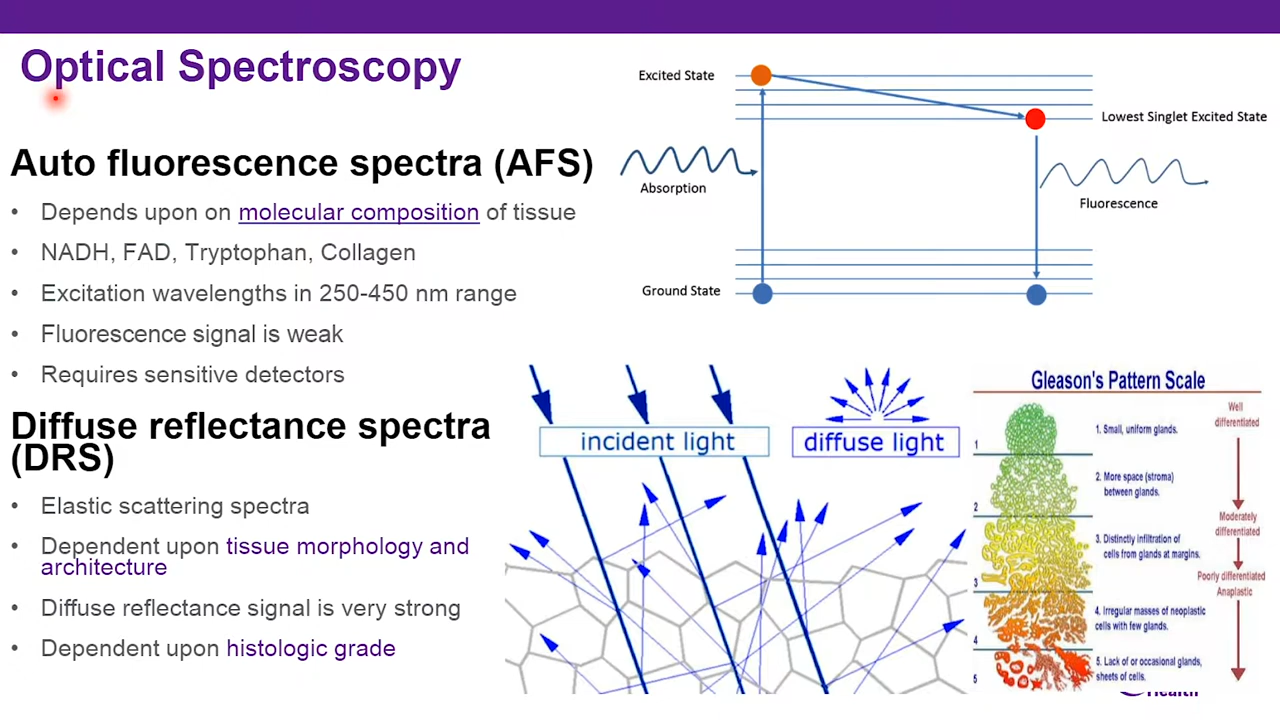 Optical Spectroscopy
Auto fluorescence spectra (AFS)
• Depends upon on molecular composition of tissue
• NADH, FAD, Tryptophan, Collagen
• Excitation wavelengths in 250-450 nm range
• Fluorescence signal is weak
• Requires sensitive detectors
Diffuse reflectance spectra
(DRS)
• Elastic scattering spectra
• Dependent upon tissue morphology and
architecture
• Diffuse reflectance signal is very strong
• Dependent upon histologic grade
Excited State
Lowest Singlet Excited State
Absorption
Fluorescence
Ground State
incident light
diffuse light
Gleason's Pattern Scale
1
1. Small, uniform glands.
2
2. More space (stroma)
between glands.
3
3. Distinctly infiltration of
cells from glands at margins.
4
4. Irregular masses of neoplastic
cells with few glands.
5
5. Lack of or occasional glands,
sheets of cells.
Well
differentiated
Moderately
differentiated
Poorly differentiated
Anaplastic
Health